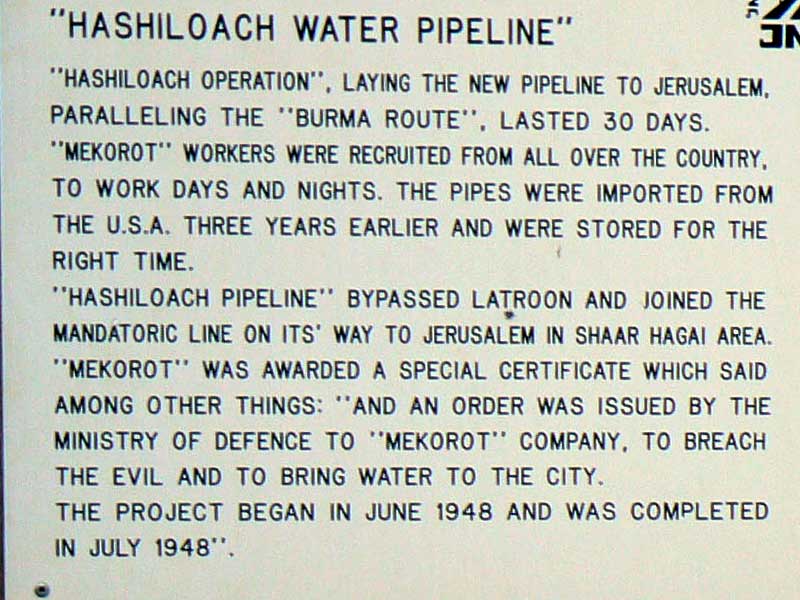 "HASHILOACH WATER PIPELINE"
"HASHILOACH OPERATION", LAYING THE NEW PIPELINE TO JERUSALEM,
PARALLELING THE "BURMA ROUTE", LASTED 30 DAYS.
"MEKOROT" WORKERS WERE RECRUITED FROM ALL OVER THE COUNTRY,
TO WORK DAYS AND NIGHTS. THE PIPES WERE IMPORTED FROM
THE U.S.A. THREE YEARS EARLIER AND WERE STORED FOR THE
RIGHT TIME.
"HASHILOACH PIPELINE" BYPASSED LATROON AND JOINED THE
MANDATORIC LINE ON ITS' WAY TO JERUSALEM IN SHAAR HAGAI AREA.
"MEKOROT" WAS AWARDED A SPECIAL CERTIFICATE WHICH SAID
AMONG OTHER THINGS: "AND AN ORDER WAS ISSUED BY THE
MINISTRY OF DEFENCE TO "MEKOROT" COMPANY, TO BREACH
THE EVIL AND TO BRING WATER TO THE CITY.
THE PROJECT BEGAN IN JUNE 1948 AND WAS COMPLETED
IN JULY 1948".